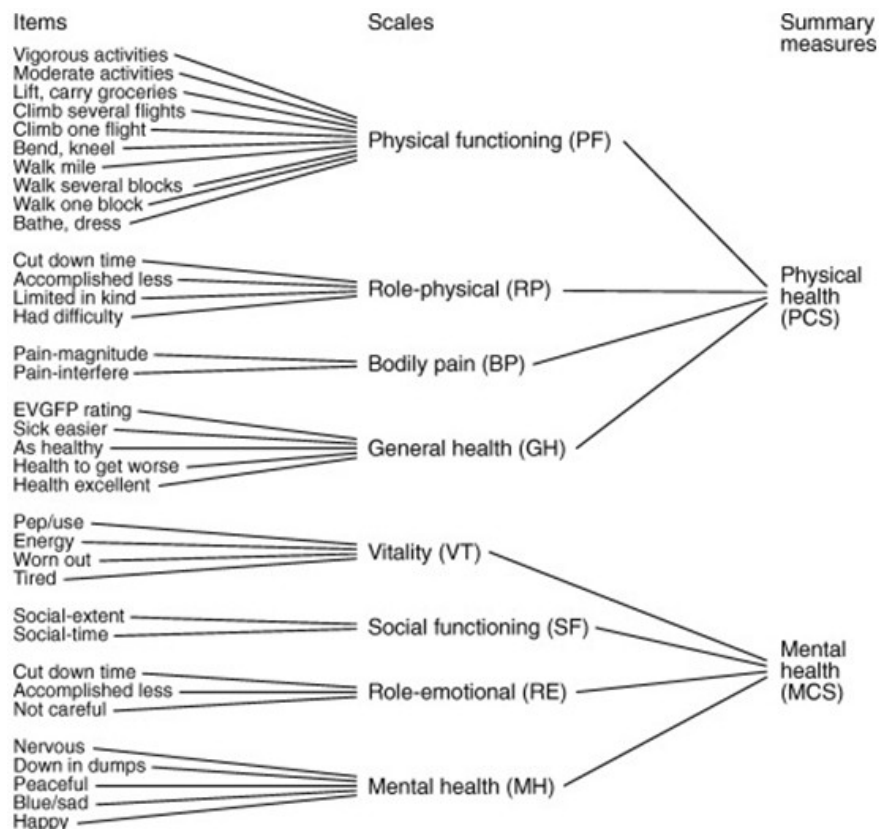 Items
Scales
Summary
measures
Vigorous activities
Moderate activities
Lift, carry groceries
Climb several flights
Climb one flight
Bend, kneel
Walk mile
Walk several blocks
Walk one block
Bathe, dress
Physical functioning (PF)
Cut down time
Accomplished less
Limited in kind
Had difficulty
Role-physical (RP)
Pain-magnitude
Pain-interfere
Bodily pain (BP)
EVGFP rating
Sick easier
As healthy
Health to get worse
Health excellent
General health (GH)
Physical
health
(PCS)
Pep/use
Energy
Worn out
Tired
Vitality (VT)
Social-extent
Social-time
Social functioning (SF)
Cut down time
Accomplished less
Not careful
Role-emotional (RE)
Nervous
Down in dumps
Peaceful
Blue/sad
Happy
Mental health (MH)
Mental
health
(MCS)